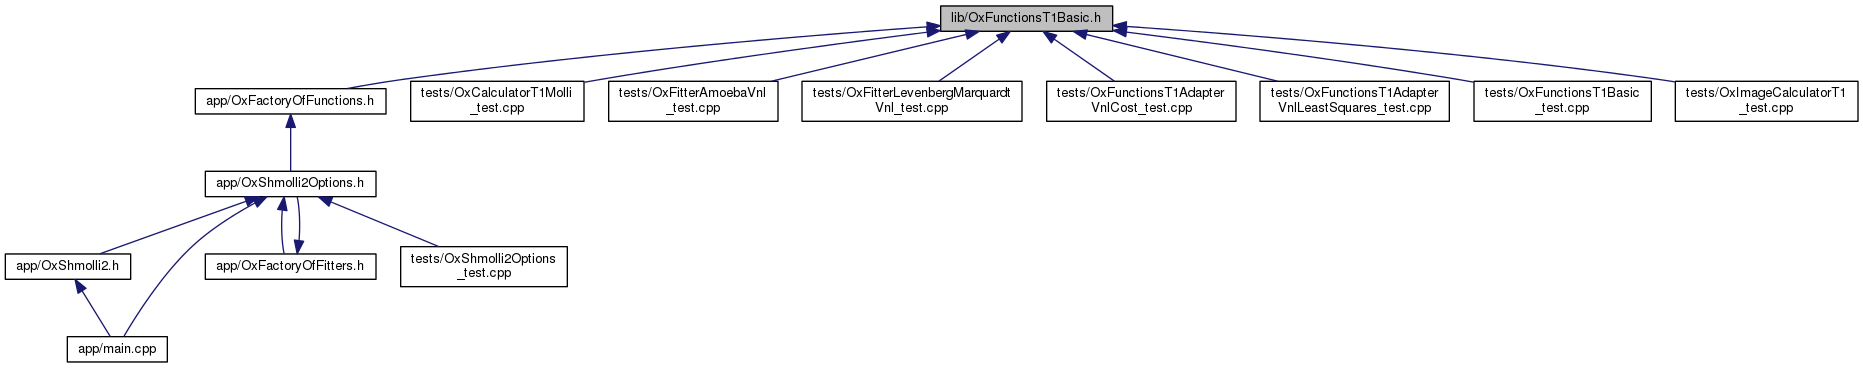 lib/OxFunctionsT1Basic.h
app/OxFactoryOfFunctions.h
tests/OxCalculatorT1Molli
_test.cpp
tests/OxFitterAmoebaVnl
_test.cpp
tests/OxFitterLevenbergMarquardt
Vnl_test.cpp
tests/OxFunctionsT1Adapter
VnlCost_test.cpp
tests/OxFunctionsT1Adapter
VnlLeastSquares_test.cpp
tests/OxFunctionsT1Basic
_test.cpp
tests/OxImageCalculatorT1
_test.cpp
app/OxShmolli2Options.h
app/OxShmolli2.h
app/OxFactoryOfFitters.h
tests/OxShmolli2Options
_test.cpp
app/main.cpp